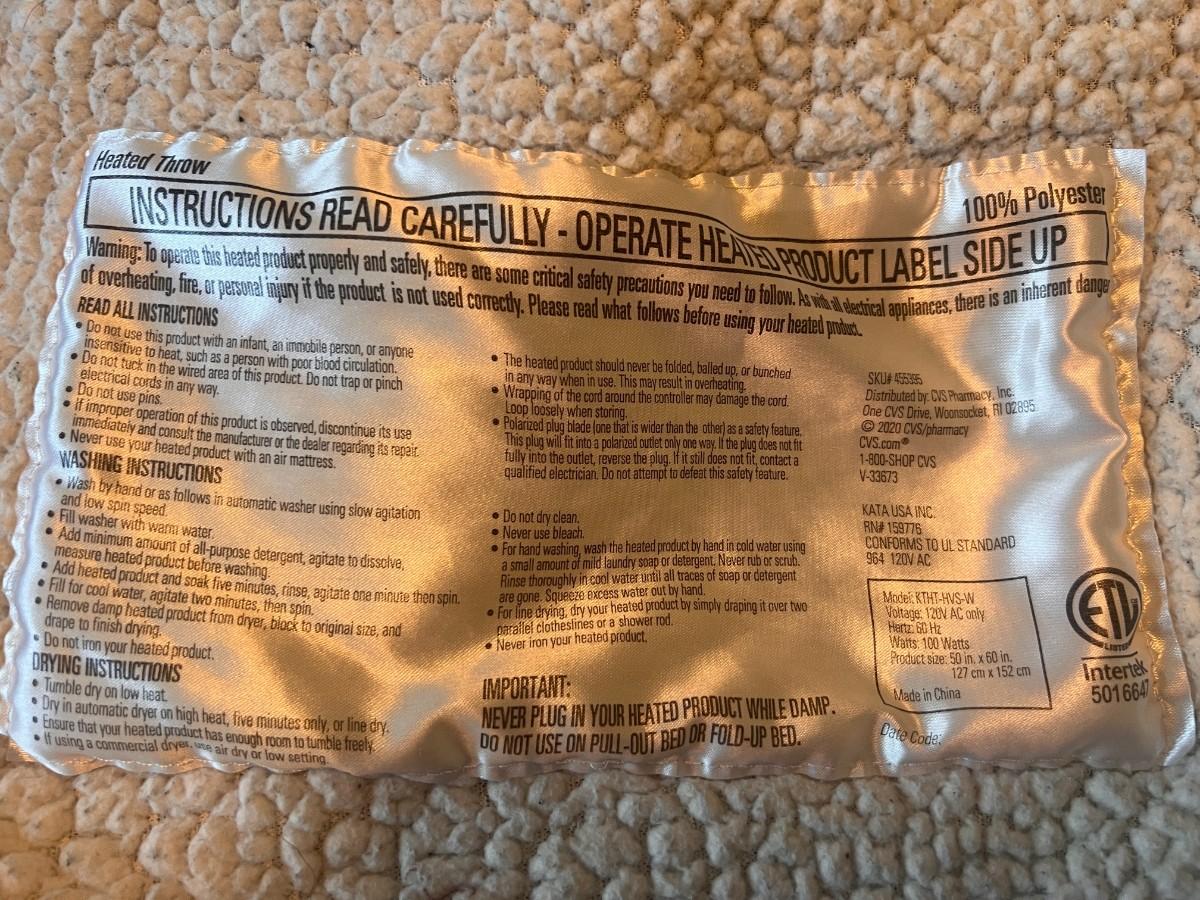 Heated Throw
100% Polyester
INSTRUCTIONS READ CAREFULLY - OPERATE HEATED PRODUCT LABEL SIDE UP
Warning: To operate this heated product properly and safely, there are some critical safety precautions you need to follow. As with all electrical appliances, there is an inherent danger
of overheating, fire, or personal injury if the product is not used correctly. Please read what follows before using your heated product.
READ ALL INSTRUCTIONS
• Do not use this product with an infant, an immobile person, or anyone
insensitive to heat, such as a person with poor blood circulation.
• Do not tuck in the wired area of this product. Do not trap or pinch
electrical cords in any way.
• Do not use pins.
• If improper operation of this product is observed, discontinue its use
immediately and consult the manufacturer or the dealer regarding its repair.
• Never use your heated product with an air mattress.
WASHING INSTRUCTIONS
• Wash by hand or as follows in automatic washer using slow agitation
and low spin speed.
• Fill washer with warm water.
• Add minimum amount of all-purpose detergent, agitate to dissolve,
measure heated product before washing.
• Add heated product and soak five minutes, rinse, agitate one minute then spin.
• Fill for cool water, agitate two minutes, then spin.
• Remove damp heated product from dryer, block to original size, and
drape to finish drying.
• Do not iron your heated product.
DRYING INSTRUCTIONS
• Tumble dry on low heat.
• Dry in automatic dryer on high heat, five minutes only, or line dry.
• Ensure that your heated product has enough room to tumble freely.
• If using a commercial dryer, use air dry or low setting.
• The heated product should never be folded, balled up, or bunched
in any way when in use. This may result in overheating.
• Wrapping of the cord around the controller may damage the cord.
Loop loosely when storing.
• Polarized plug blade (one that is wider than the other) as a safety feature.
This plug will fit into a polarized outlet only one way. If the plug does not fit
fully into the outlet, reverse the plug. If it still does not fit, contact a
qualified electrician. Do not attempt to defeat this safety feature.
• Do not dry clean.
• Never use bleach.
• For hand washing, wash the heated product by hand in cold water using
a small amount of mild laundry soap or detergent. Never rub or scrub.
Rinse thoroughly in cool water until all traces of soap or detergent
are gone. Squeeze excess water out by hand.
• For line drying, dry your heated product by simply draping it over two
parallel clotheslines or a shower rod.
• Never iron your heated product.
IMPORTANT:
NEVER PLUG IN YOUR HEATED PRODUCT WHILE DAMP.
DO NOT USE ON PULL-OUT BED OR FOLD-UP BED.
SKU# 455395
Distributed by: CVS Pharmacy, Inc.
One CVS Drive, Woonsocket, RI 02895
© 2020 CVS/pharmacy
CVS.com®
1-800-SHOP CVS
V-33673
KATA USA INC.
RN# 159776
CONFORMS TO UL STANDARD
964 120V AC
Model: KTHT-HVS-W
Voltage: 120V AC only
Hertz: 60 Hz
Watts: 100 Watts
Product size: 50 in. x 60 in.
127 cm x 152 cm
Made in China
Date Code:
ETL
LISTED
Intertek
5016647